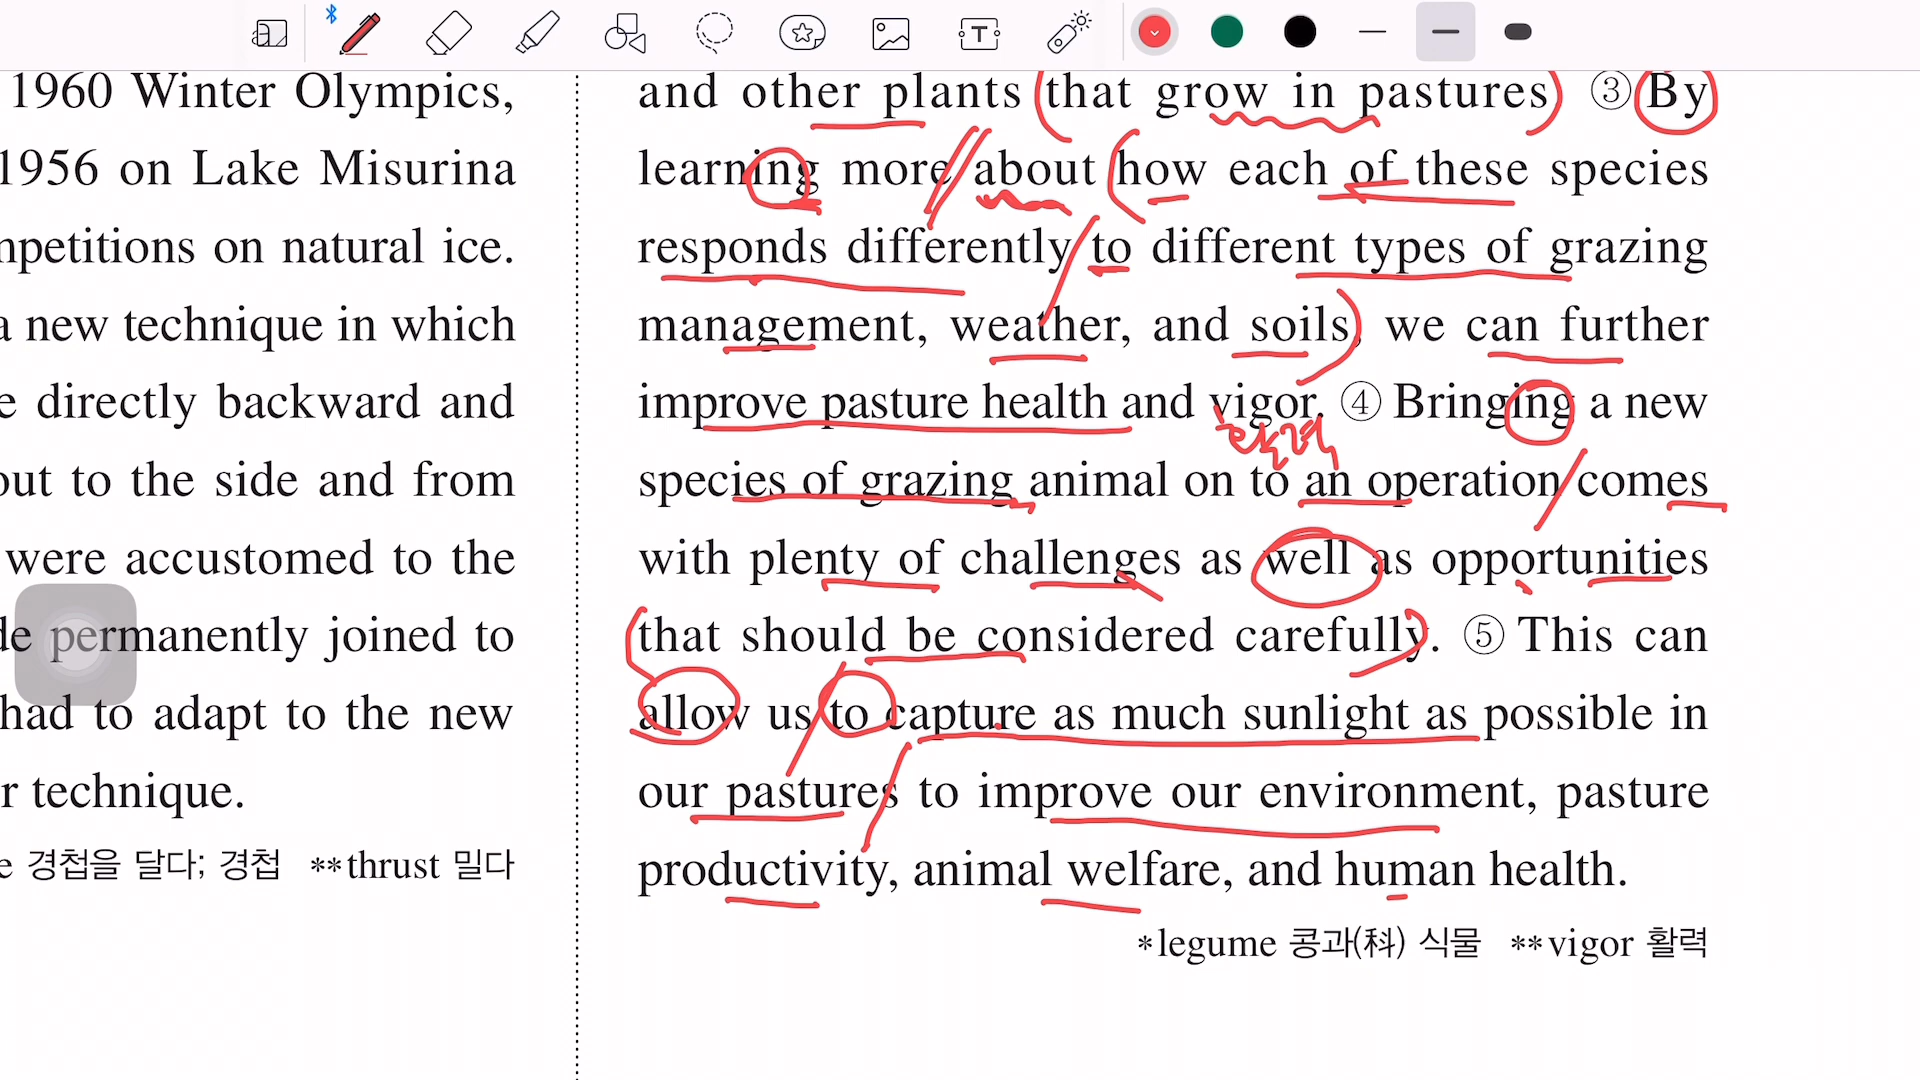 1960 Winter Olympics,
1956 on Lake Misurina
mpetitions on natural ice.
a new technique in which
e directly backward and
out to the side and from
were accustomed to the
de permanently joined to
had to adapt to the new
r technique.
e 경첩을 달다; 경첩 **thrust 밀다
and other plants that grow in pastures. ③ By
learning more about how each of these species
responds differently to different types of grazing
management, weather, and soils, we can further
improve pasture health and vigor. ④ Bringing a new
활력
species of grazing animal on to an operation comes
with plenty of challenges as well as opportunities
that should be considered carefully. ⑤ This can
allow us to capture as much sunlight as possible in
our pastures to improve our environment, pasture
productivity, animal welfare, and human health.
*legume 콩과(科) 식물 **vigor 활력